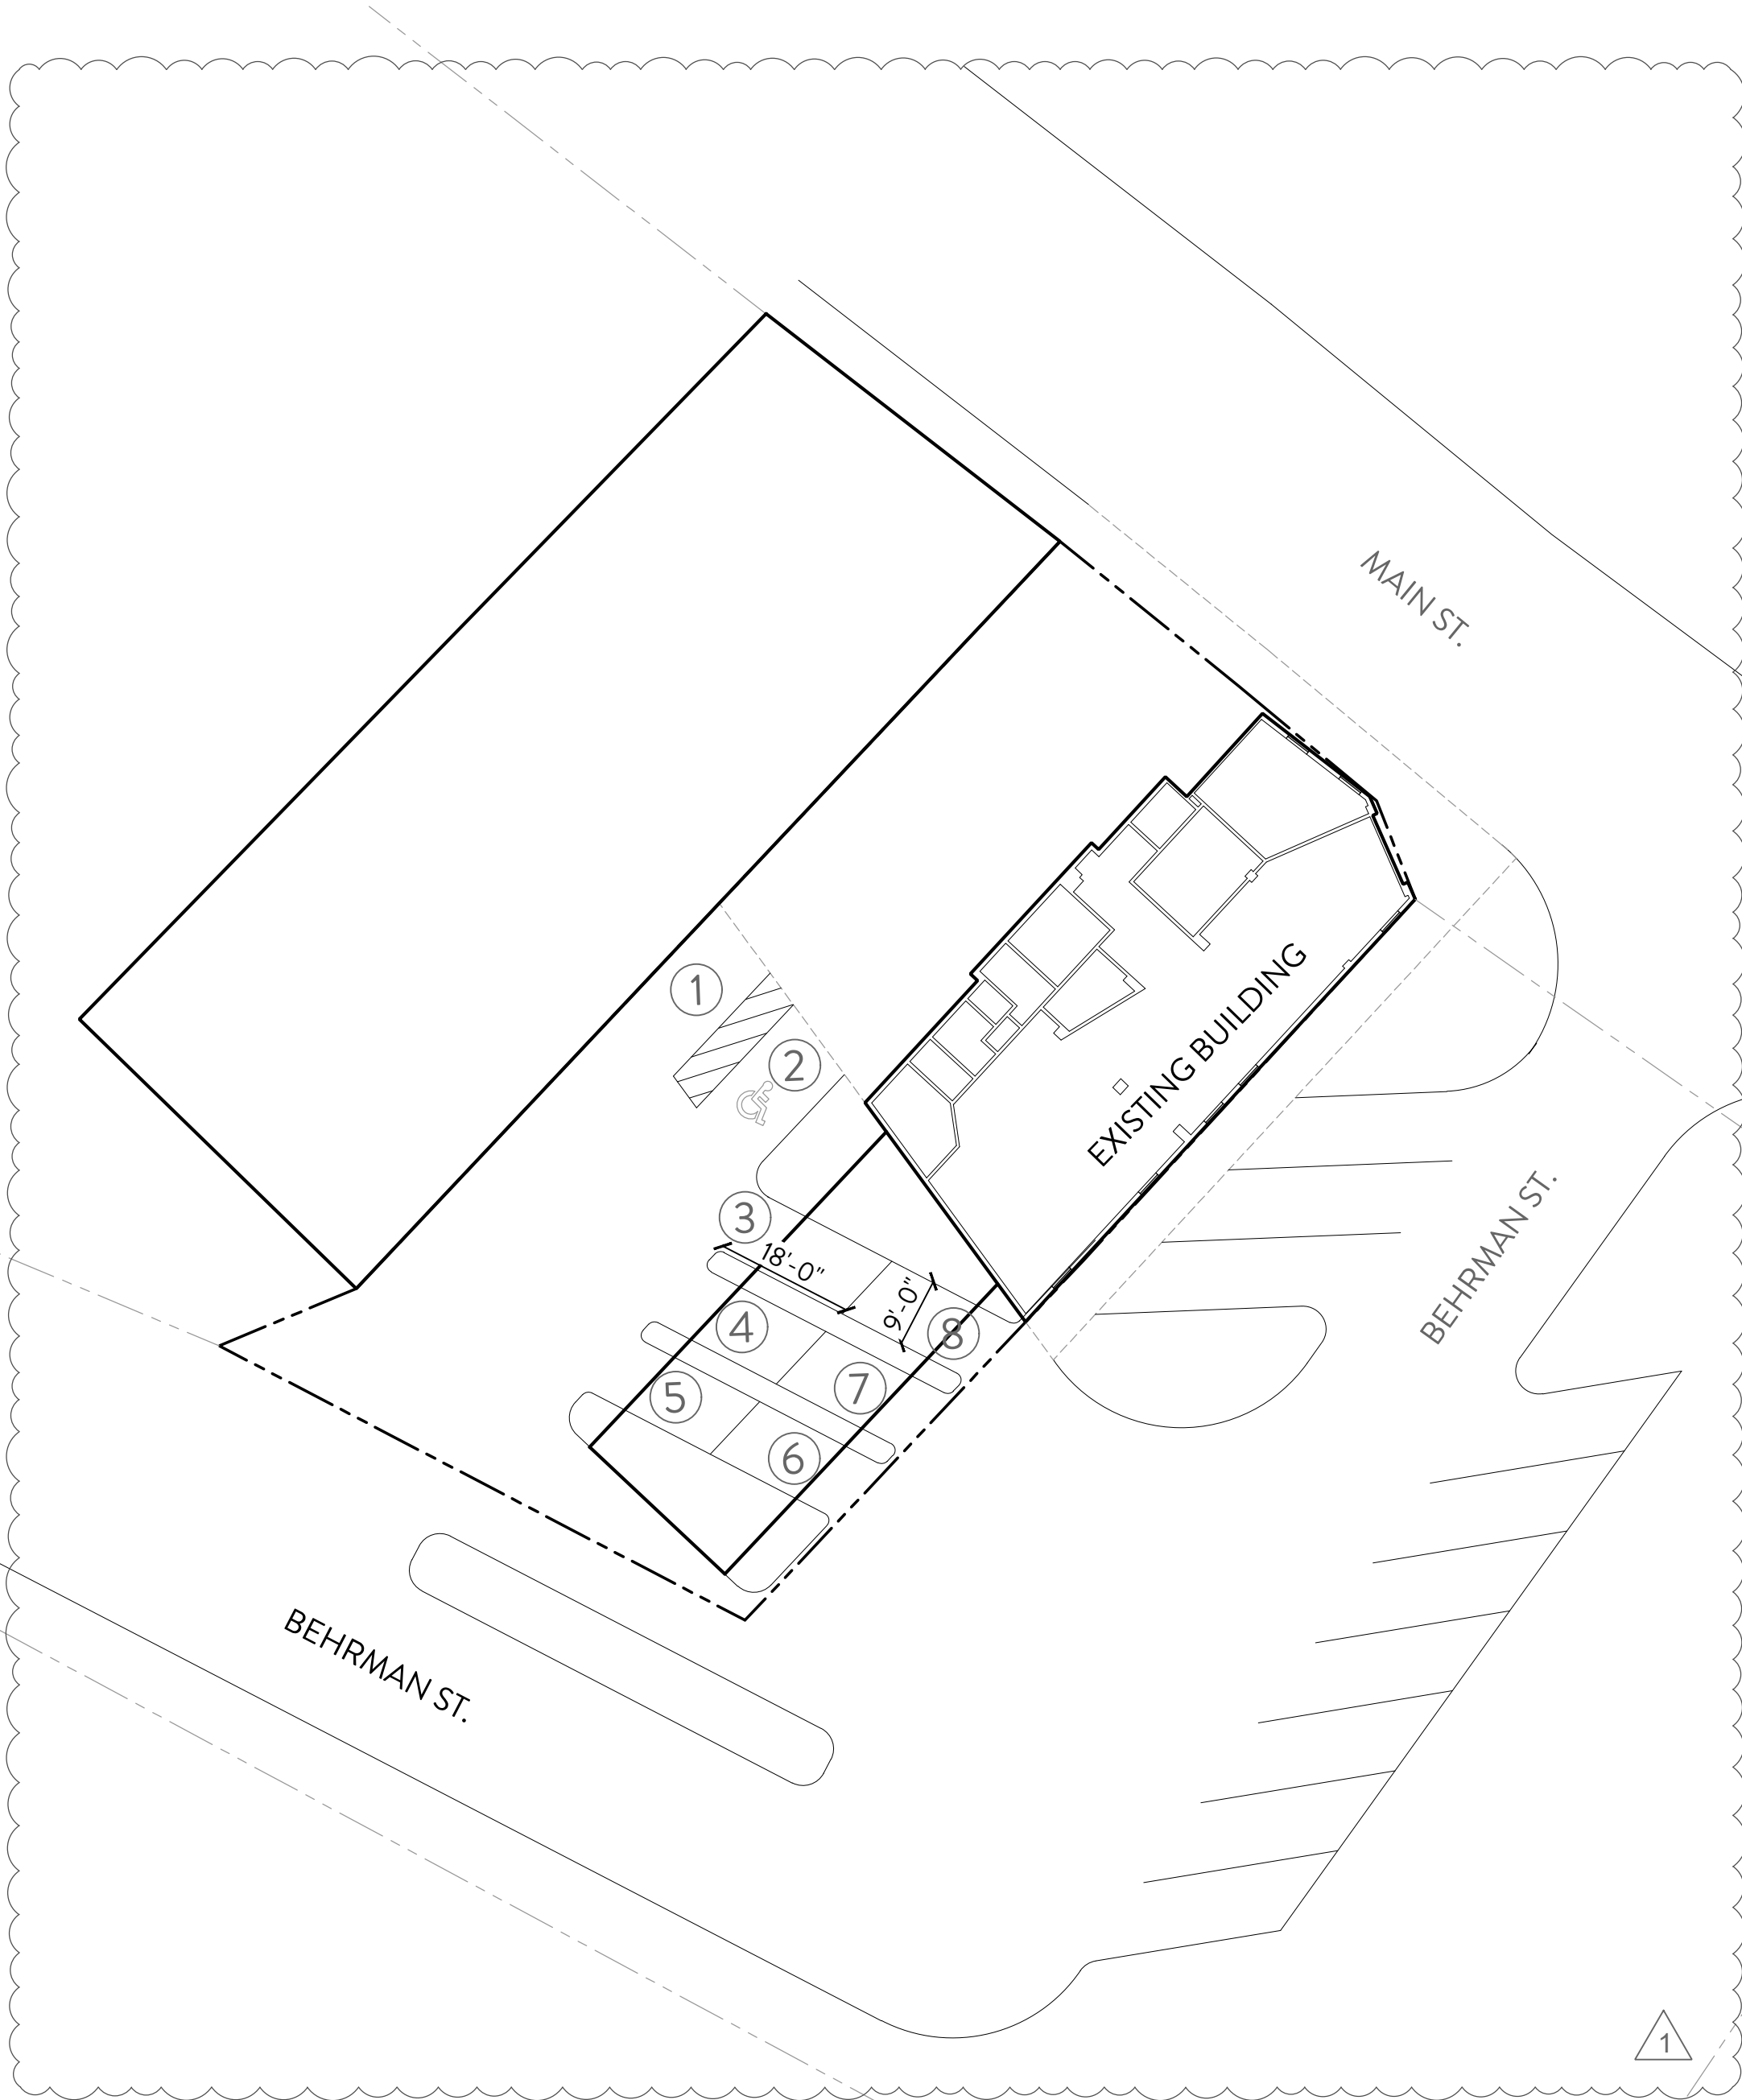 MAIN ST.
1
2
EXISTING BUILDING
BEHRMAN ST.
3
18'-0"
9'-0"
4
8
5
7
6
BEHRMAN ST.
1